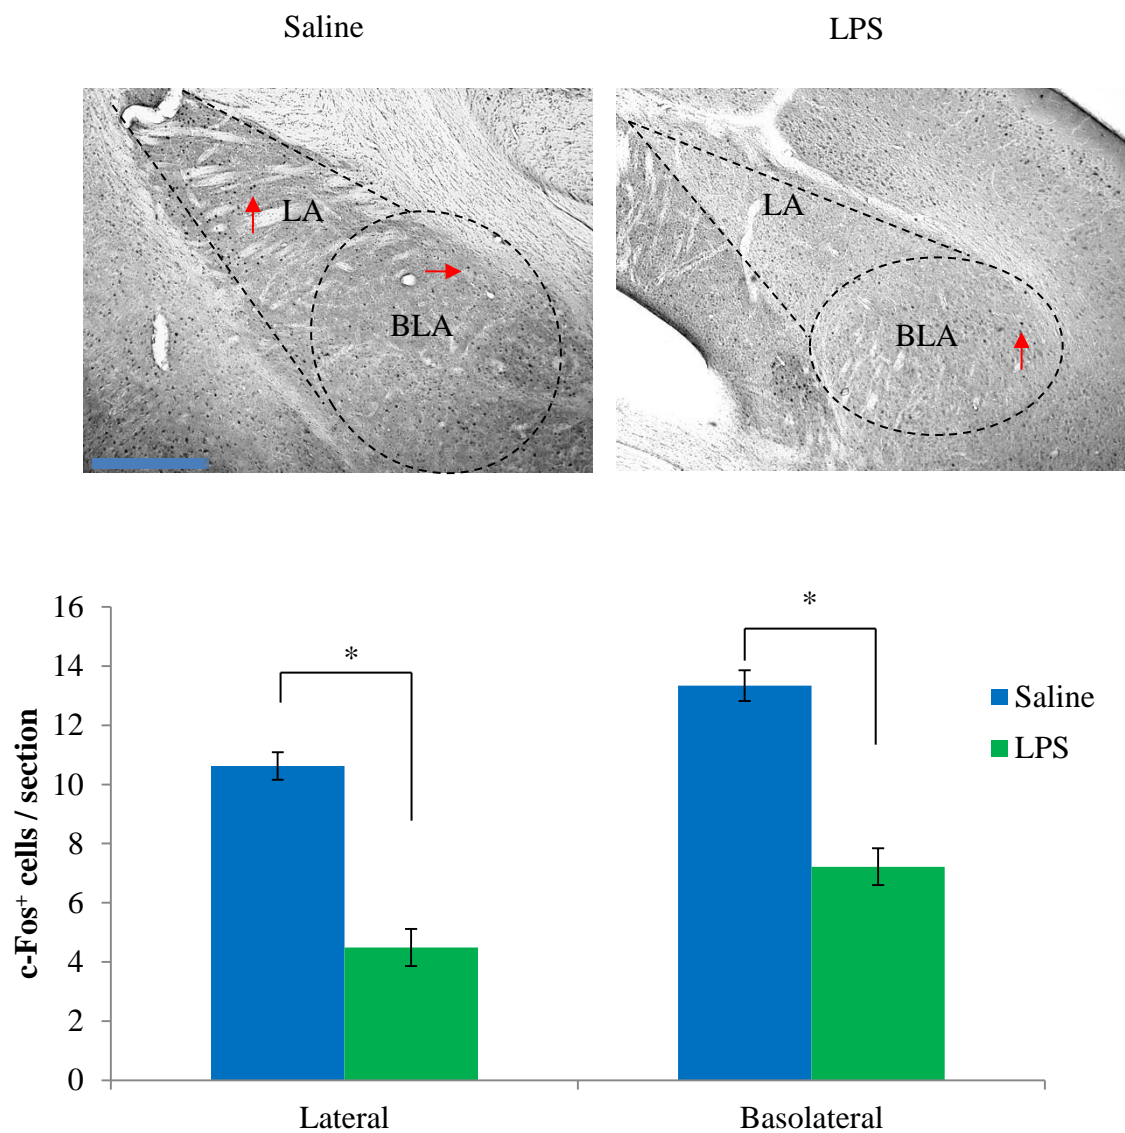 Saline
LPS
LA
BLA
LA
BLA
16
14
12
10
8
6
4
2
0
c-Fos⁺ cells / section
*
*
Saline
LPS
Lateral
Basolateral